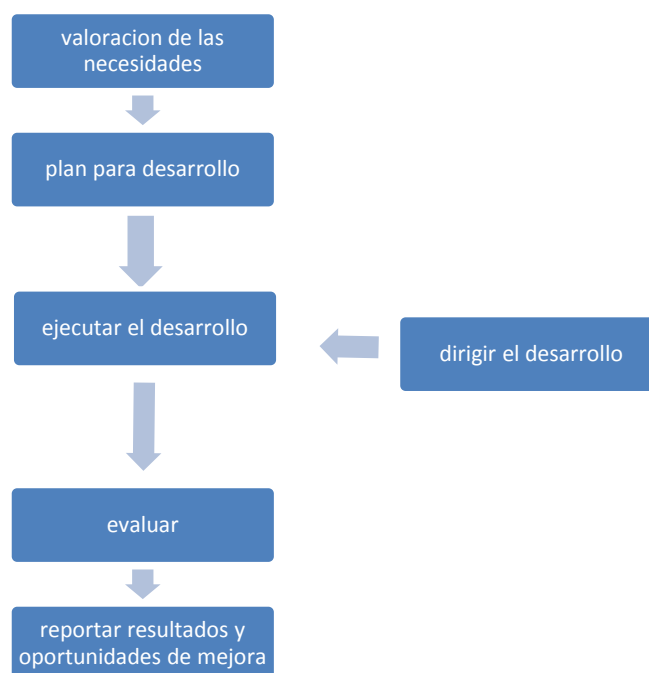 valoracion de las
necesidades
plan para desarrollo
ejecutar el desarrollo
dirigir el desarrollo
evaluar
reportar resultados y
oportunidades de mejora